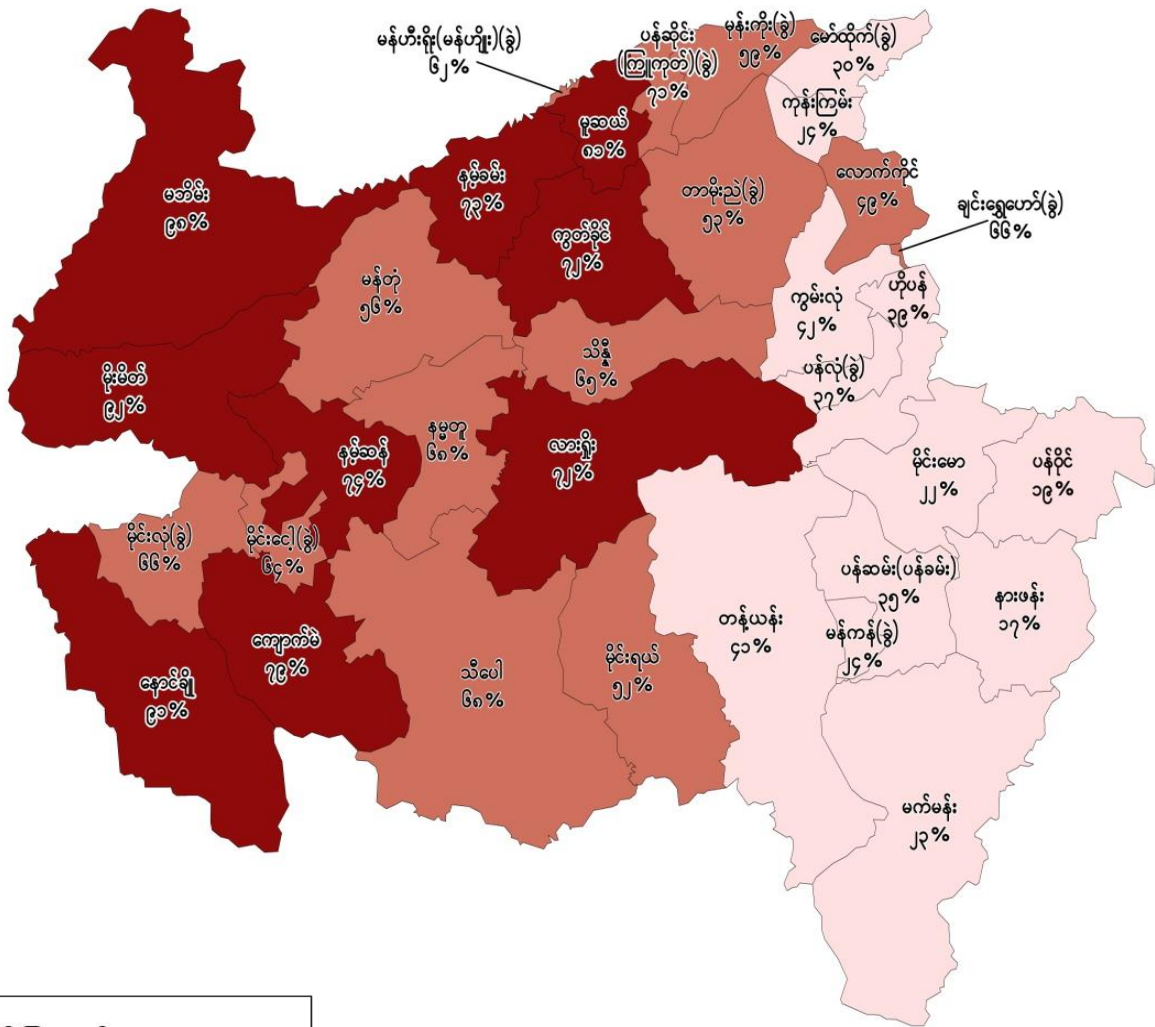 မန်ဟီးရိုး(မန်ဟျိုး)(ခွဲ)
၆၂%
ပန်ဆိုင်း
(ကြူကုတ်)(ခွဲ)
၇၁%
မုန်းကိုး(ခွဲ)
၅၉%
မော်ထိုက်(ခွဲ)
၃၀%
ကုန်းကြမ်း
၂၄%
မူဆယ်
၈၁%
မဘိမ်း
၉၈%
နမ့်ခမ်း
၇၃%
တာမိုးညဲ(ခွဲ)
၅၃%
လောက်ကိုင်
၄၉%
ချင်းရွှေဟော်(ခွဲ)
၆၆%
ကွတ်ခိုင်
၇၂%
မန်တုံ
၅၆%
ကွမ်းလုံ
၄၂%
ဟိုပန်
၃၉%
သိန္နီ
၆၅%
ပန်လုံ(ခွဲ)
၃၇%
မိုးမိတ်
၉၂%
နမ္မတူ
၆၈%
နမ့်ဆန်
၇၄%
လားရှိုး
၇၂%
မိုင်းမော
၂၂%
ပန်ဝိုင်
၁၉%
မိုင်းလုံ(ခွဲ)
၆၆%
မိုင်းငေါ့(ခွဲ)
၆၄%
ပန်ဆမ်း(ပန်ခမ်း)
၃၅%
နားဖန်း
၁၇%
တန့်ယန်း
၄၁%
မန်ကန်(ခွဲ)
၂၄%
ကျောက်မဲ
၇၉%
သီပေါ
၆၈%
မိုင်းရယ်
၅၂%
နောင်ချို
၉၁%
မက်မန်း
၂၃%